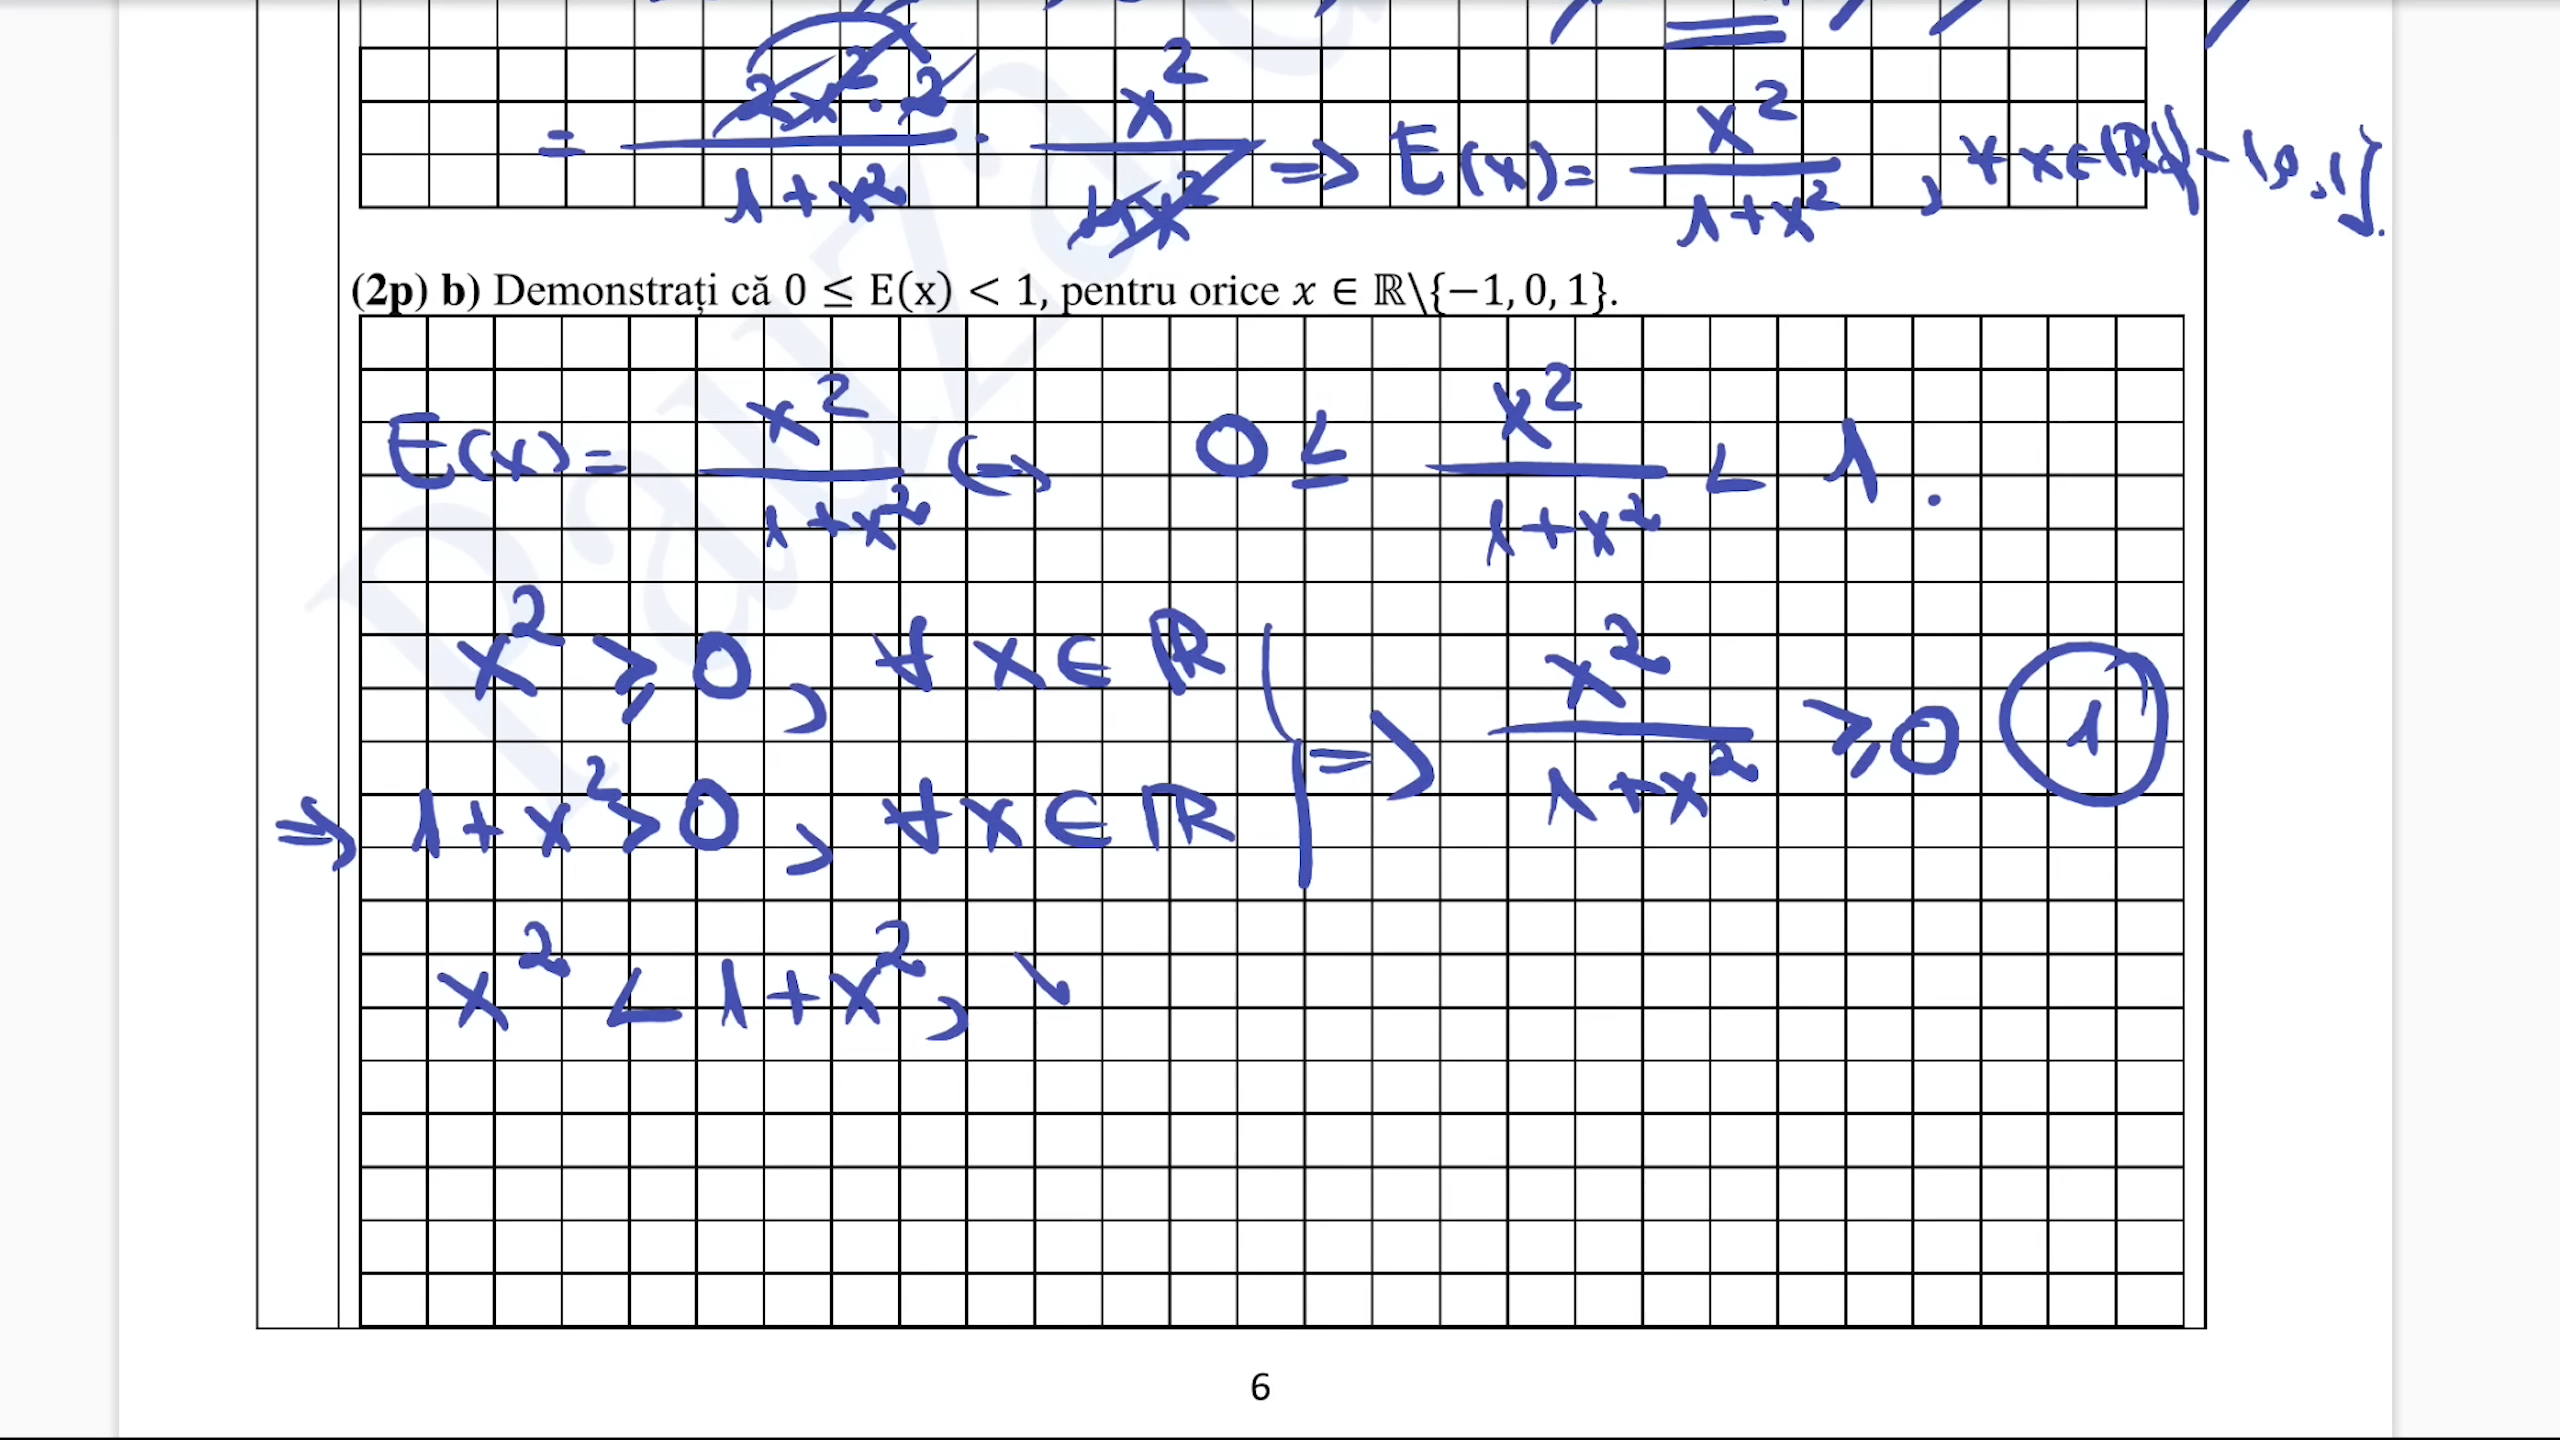 = 2x² · 2 / 1 + x² · x² / 4x² => E(x) = x² / 1 + x² , ∀ x ∈ ℝ \ {-1, 0, 1}.
(2p) b) Demonstrați că 0 ≤ E(x) < 1, pentru orice x ∈ ℝ\{−1, 0, 1}.
E(x) = x² / 1 + x² <=> 0 ≤ x² / 1 + x² < 1 .
x² ≥ 0 , ∀ x ∈ ℝ | => x² / 1 + x² ≥ 0 (1)
=> 1 + x² > 0 , ∀ x ∈ ℝ
x² < 1 + x² ,
6